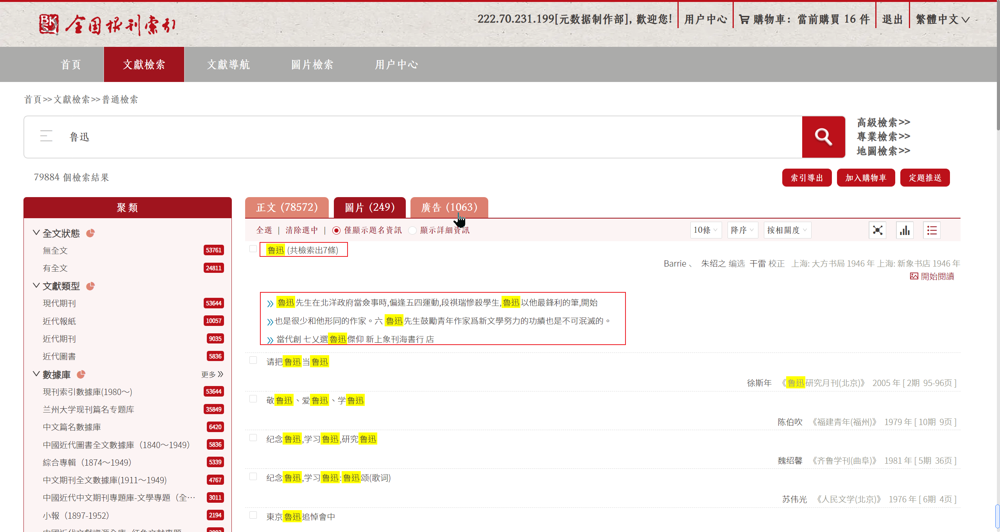 BKSY 全国报刊索引
222.70.231.199[元数据制作部], 歡迎您! 用户中心 購物車: 當前購買 16 件 退出 繁體中文
首頁 文獻檢索 文獻導航 圖片檢索 用户中心
首頁>>文獻檢索>>普通檢索
鲁迅
高級檢索>>
專業檢索>>
地圖檢索>>
79884 個檢索結果
索引導出 加入購物車 定題推送
聚類
全文狀態
無全文 53761
有全文 24811
文獻類型
現代期刊 53644
近代報紙 10057
近代期刊 9035
近代圖書 5836
數據庫 更多
現刊索引數據庫(1980～) 53644
兰州大学现刊篇名专题库 35849
中文篇名數據庫 6420
中國近代圖書全文數據庫（1840～1949） 5836
綜合專輯（1874～1949） 5339
中文期刊全文數據庫(1911～1949) 4767
中國近代中文期刊專題庫-文學專題（全… 3011
小報（1897-1952） 2194
正文 (78572) 圖片 (249) 廣告 (1063)
全選 | 清除選中 | 僅顯示題名資訊 顯示詳細資訊 10條 降序 按相關度
鲁迅 (共檢索出7條)
Barrie 、 朱绍之 编选 干雷 校正 上海: 大方书局 1946 年 上海: 新象书店 1946 年
開始閱讀
魯迅先生在北洋政府當僉事時,偏逢五四運動,段祺瑞慘殺學生,魯迅以他最鋒利的筆,開始
也是很少和他形同的作家。六 魯迅先生鼓勵青年作家爲新文學努力的功績也是不可泯滅的。
當代創 七乂選魯迅傑仰 新上象刊海書行 店
请把鲁迅当鲁迅
徐斯年 《鲁迅研究月刊(北京)》 2005 年 [ 2期 95-96页 ]
敬鲁迅、爱鲁迅、学鲁迅
陈伯吹 《福建青年(福州)》 1979 年 [ 10期 9页 ]
纪念鲁迅,学习鲁迅,研究鲁迅
魏绍馨 《齐鲁学刊(曲阜)》 1981 年 [ 5期 36页 ]
纪念鲁迅,学习鲁迅:鲁迅颂(歌词)
苏伟光 《人民文学(北京)》 1976 年 [ 6期 4页 ]
東京魯迅追悼會中